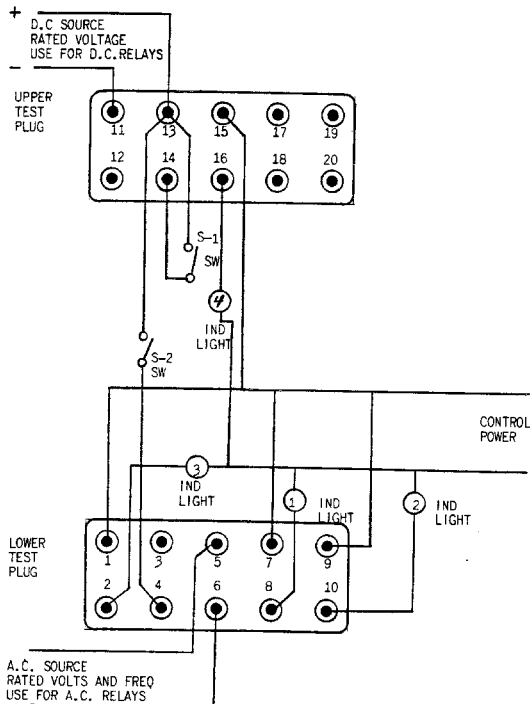 +
D.C SOURCE
RATED VOLTAGE
USE FOR D.C.RELAYS
–
UPPER
TEST
PLUG
11 13 15 17 19
12 14 16 18 20
S-1
SW
4
IND
LIGHT
S-2
SW
CONTROL
POWER
3
IND
LIGHT
1
IND
LIGHT
2
IND
LIGHT
LOWER
TEST
PLUG
1 3 5 7 9
2 4 6 8 10
A.C. SOURCE
RATED VOLTS AND FREQ
USE FOR A.C. RELAYS